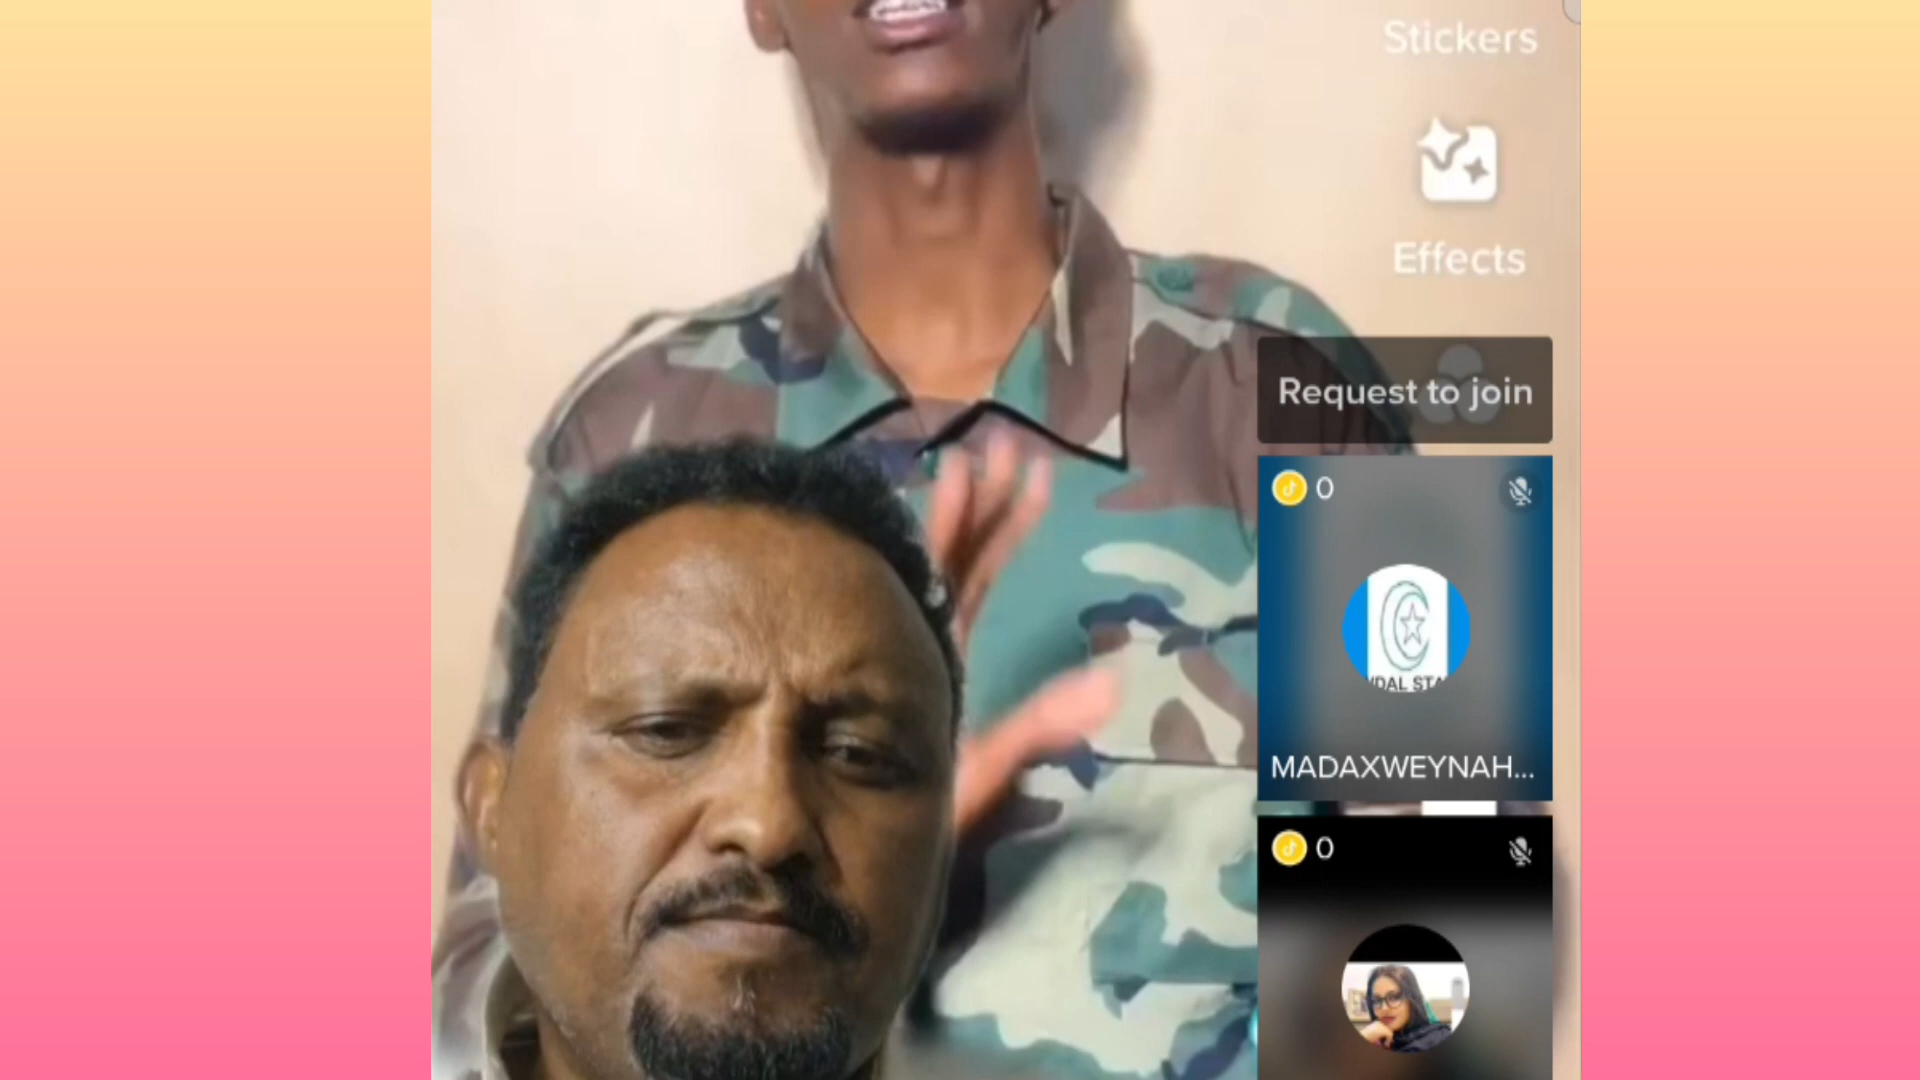 Stickers
Effects
Request to join
0
MADAXWEYNAH...
0